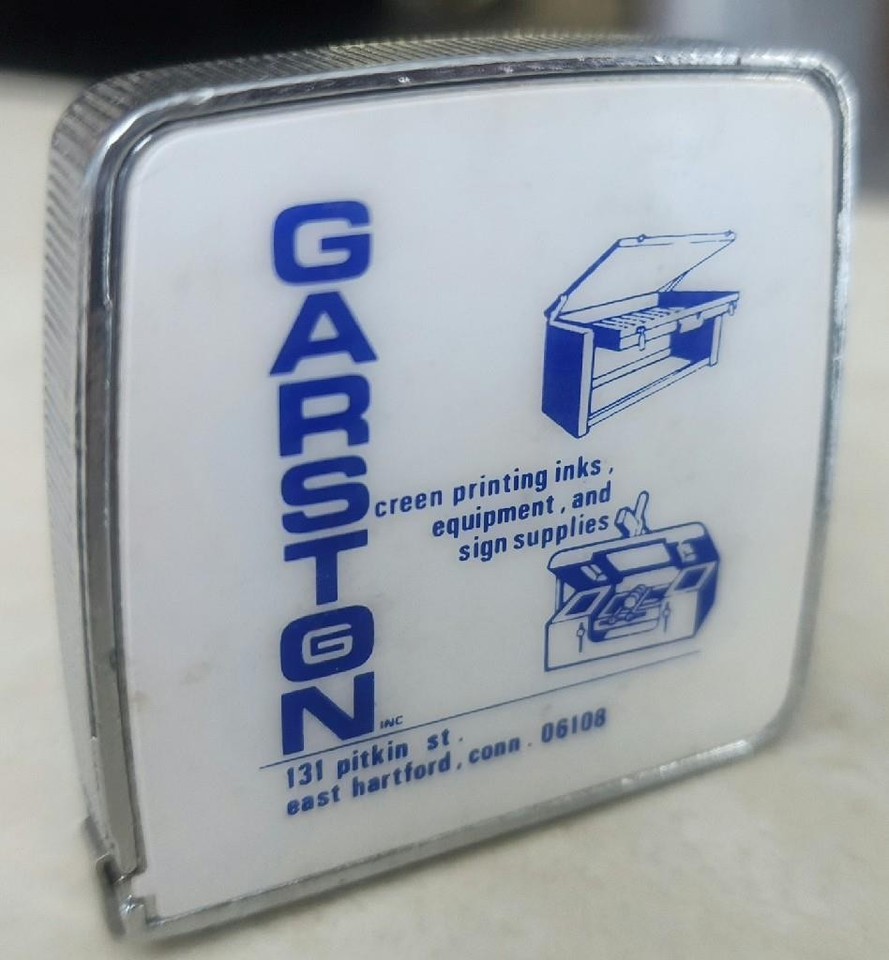 GARSTON INC
creen printing inks,
equipment, and
sign supplies
131 pitkin st.
east hartford, conn. 06108